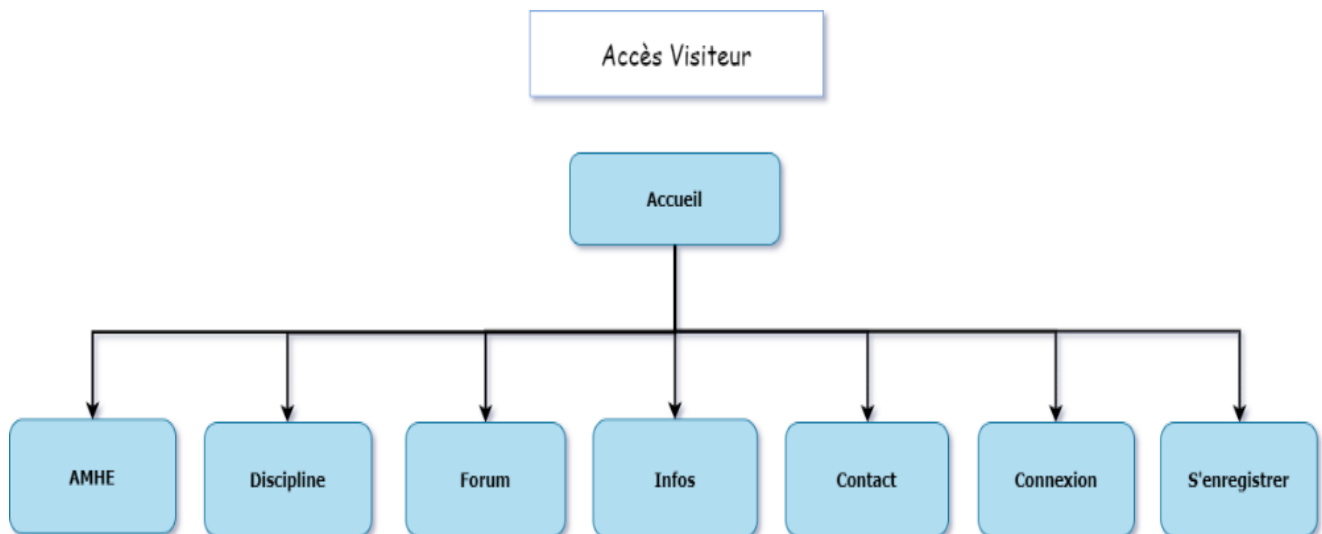 Accès Visiteur
Accueil
AMHE
Discipline
Forum
Infos
Contact
Connexion
S'enregistrer